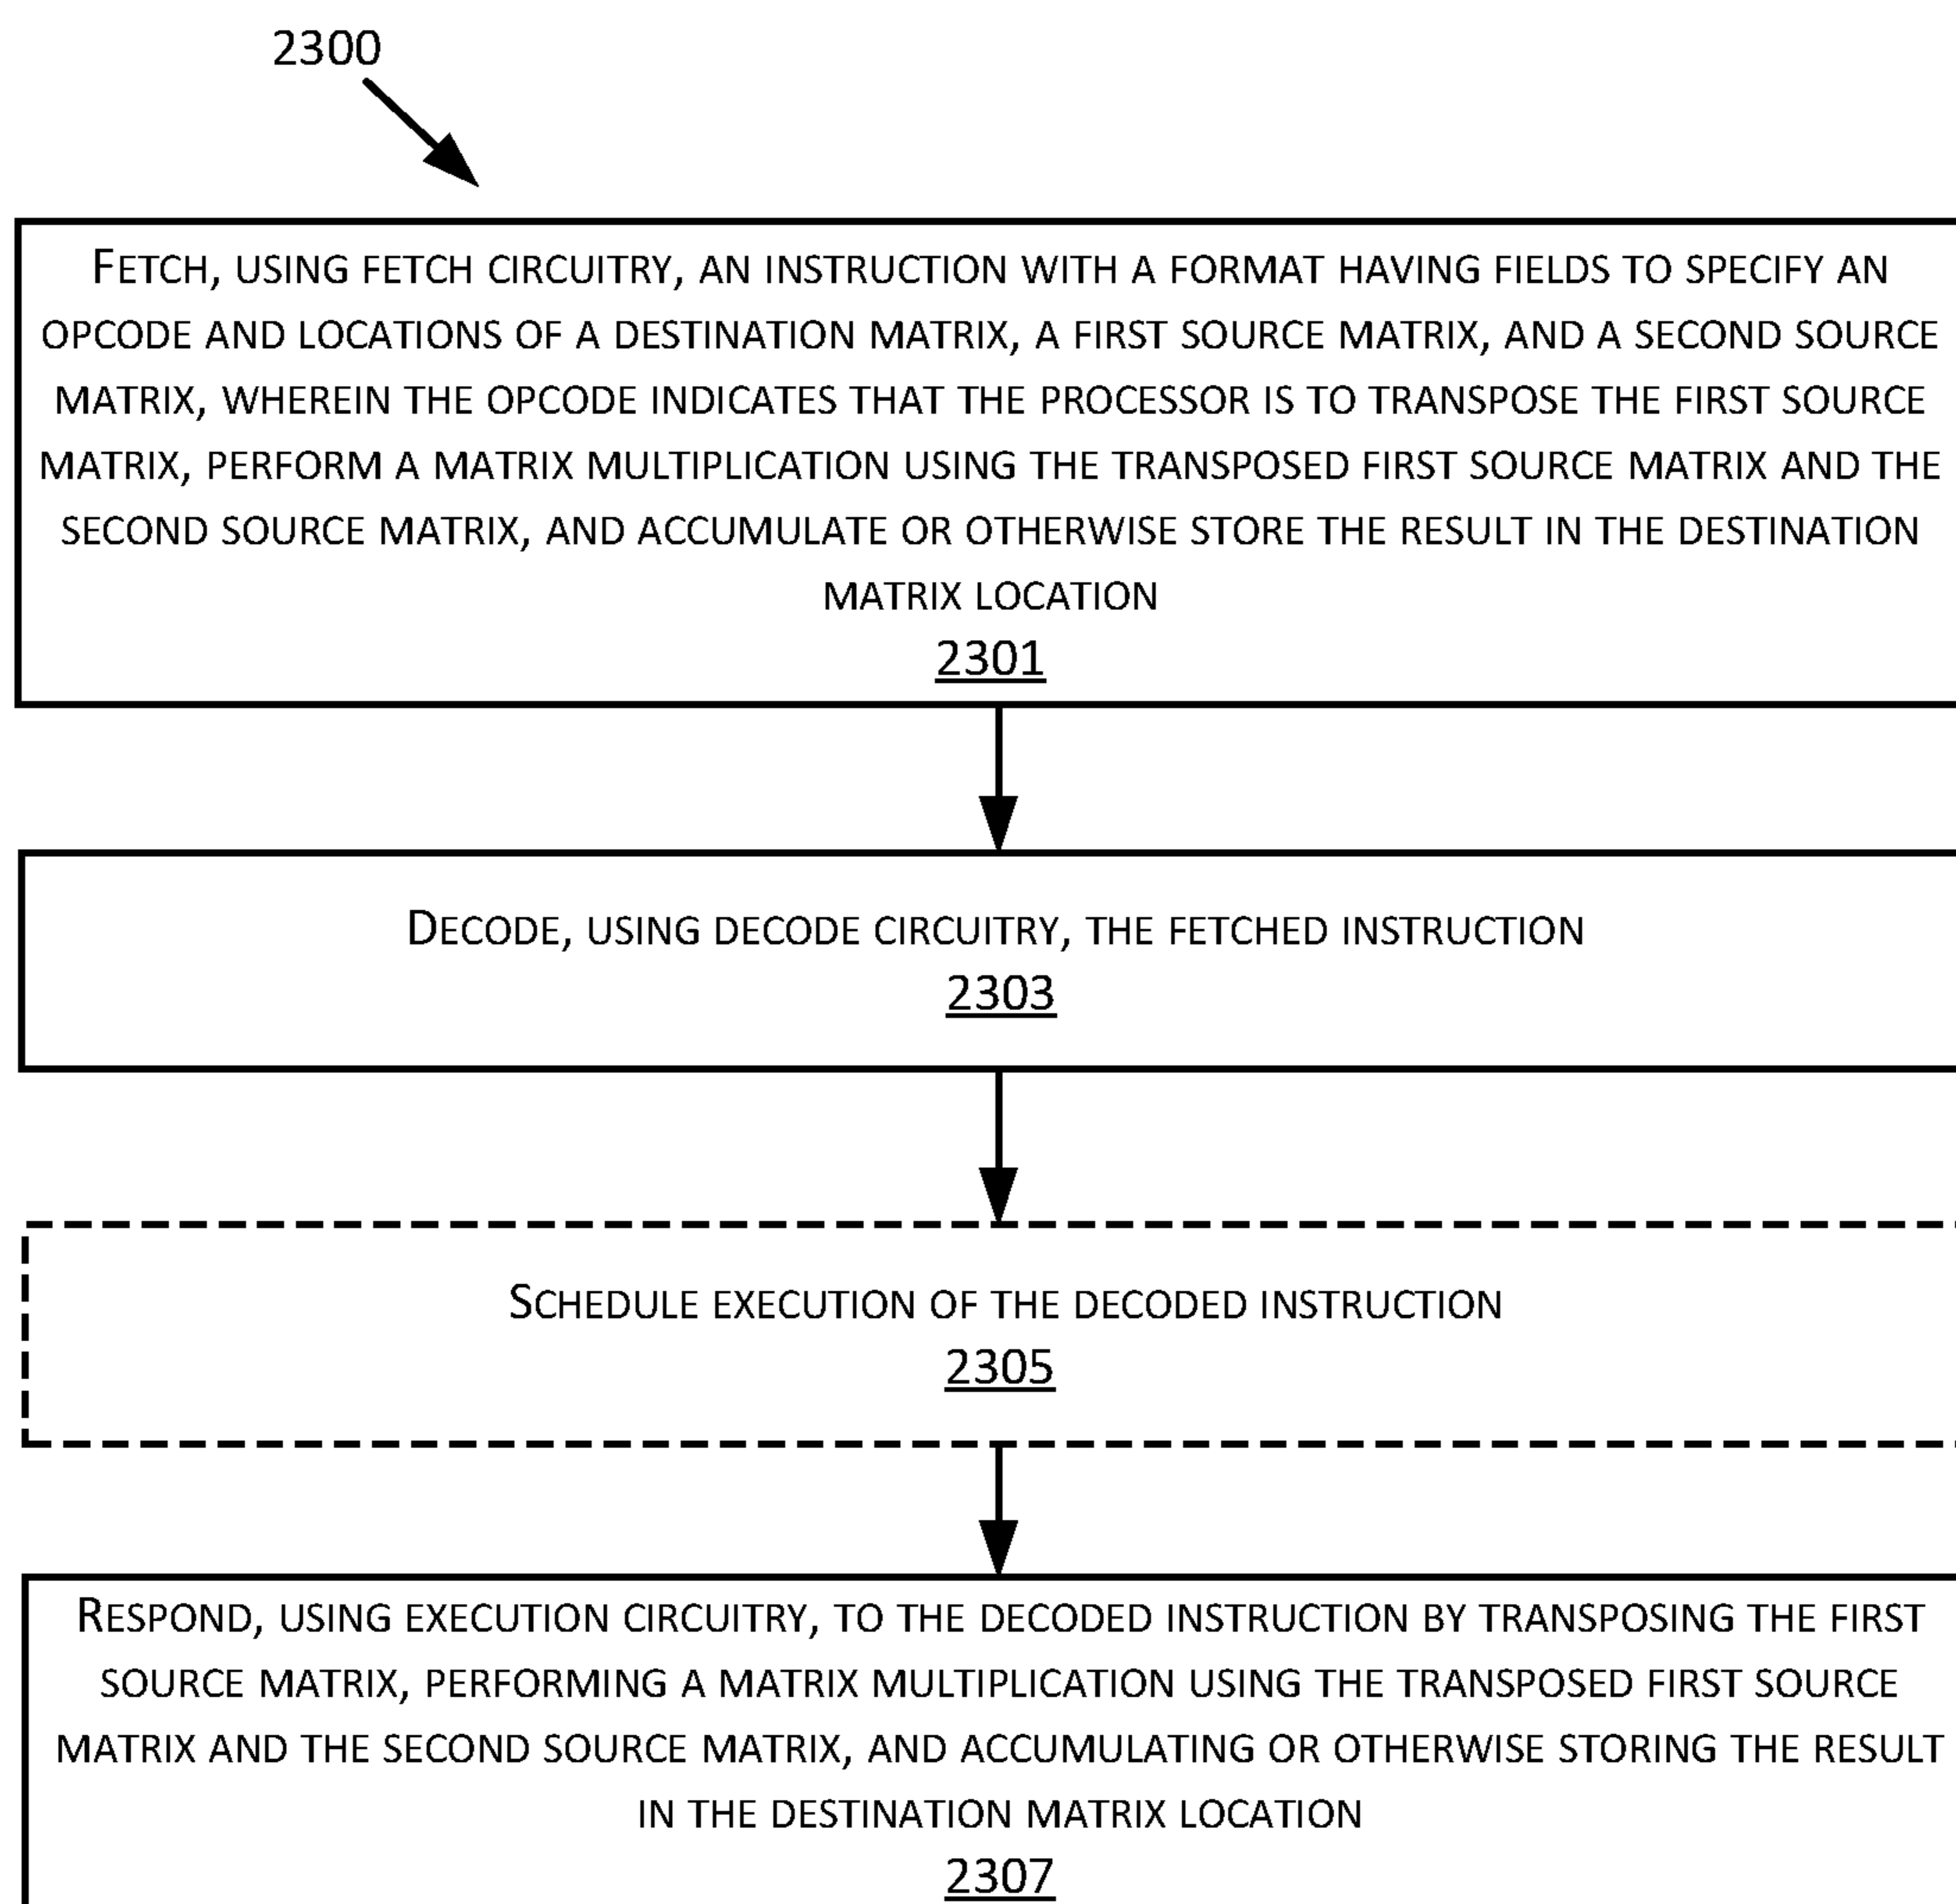 2300
FETCH, USING FETCH CIRCUITRY, AN INSTRUCTION WITH A FORMAT HAVING FIELDS TO SPECIFY AN
OPCODE AND LOCATIONS OF A DESTINATION MATRIX, A FIRST SOURCE MATRIX, AND A SECOND SOURCE
MATRIX, WHEREIN THE OPCODE INDICATES THAT THE PROCESSOR IS TO TRANSPOSE THE FIRST SOURCE
MATRIX, PERFORM A MATRIX MULTIPLICATION USING THE TRANSPOSED FIRST SOURCE MATRIX AND THE
SECOND SOURCE MATRIX, AND ACCUMULATE OR OTHERWISE STORE THE RESULT IN THE DESTINATION
MATRIX LOCATION
2301
DECODE, USING DECODE CIRCUITRY, THE FETCHED INSTRUCTION
2303
SCHEDULE EXECUTION OF THE DECODED INSTRUCTION
2305
RESPOND, USING EXECUTION CIRCUITRY, TO THE DECODED INSTRUCTION BY TRANSPOSING THE FIRST
SOURCE MATRIX, PERFORMING A MATRIX MULTIPLICATION USING THE TRANSPOSED FIRST SOURCE
MATRIX AND THE SECOND SOURCE MATRIX, AND ACCUMULATING OR OTHERWISE STORING THE RESULT
IN THE DESTINATION MATRIX LOCATION
2307